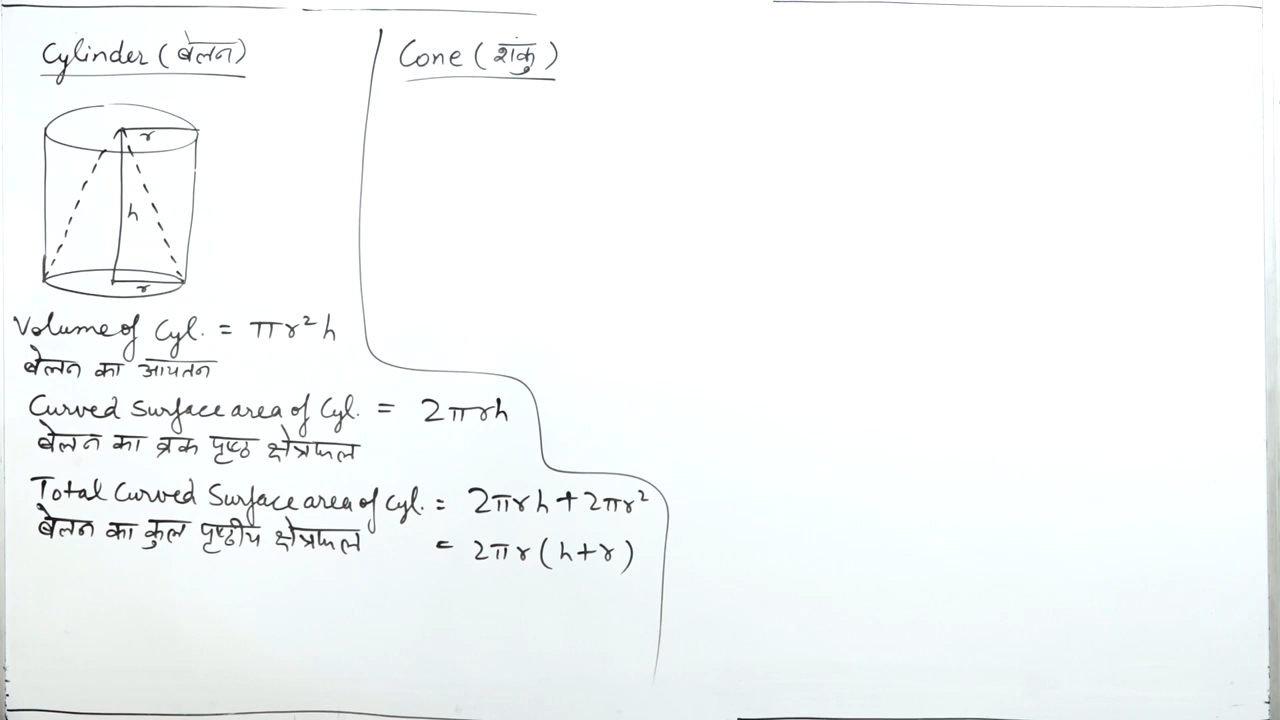 Cylinder (बेलन)
Cone (शंकु)
r
h
r
Volume of Cyl. = πr²h
बेलन का आयतन
Curved Surface area of Cyl. = 2πrh
बेलन का ब्रक पृष्ठ क्षेत्रफल
Total Curved Surface area of Cyl. = 2πrh + 2πr²
बेलन का कुल पृष्ठीय क्षेत्रफल = 2πr (h+r)